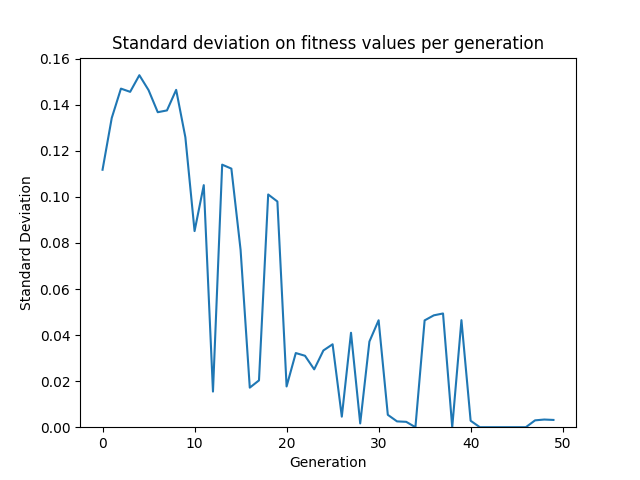 Standard deviation on fitness values per generation
0.16
0.14
0.12
0.10
0.08
0.06
0.04
0.02
0.00
Standard Deviation
0 10 20 30 40 50
Generation